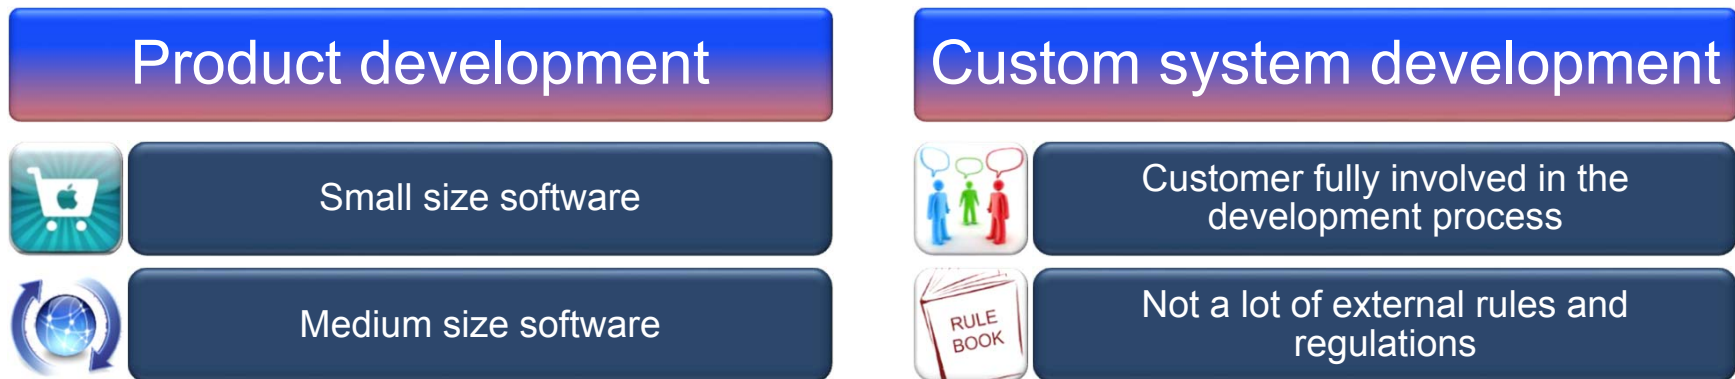 Product development
Small size software
Medium size software
Custom system development
Customer fully involved in the
development process
RULE
BOOK
Not a lot of external rules and
regulations